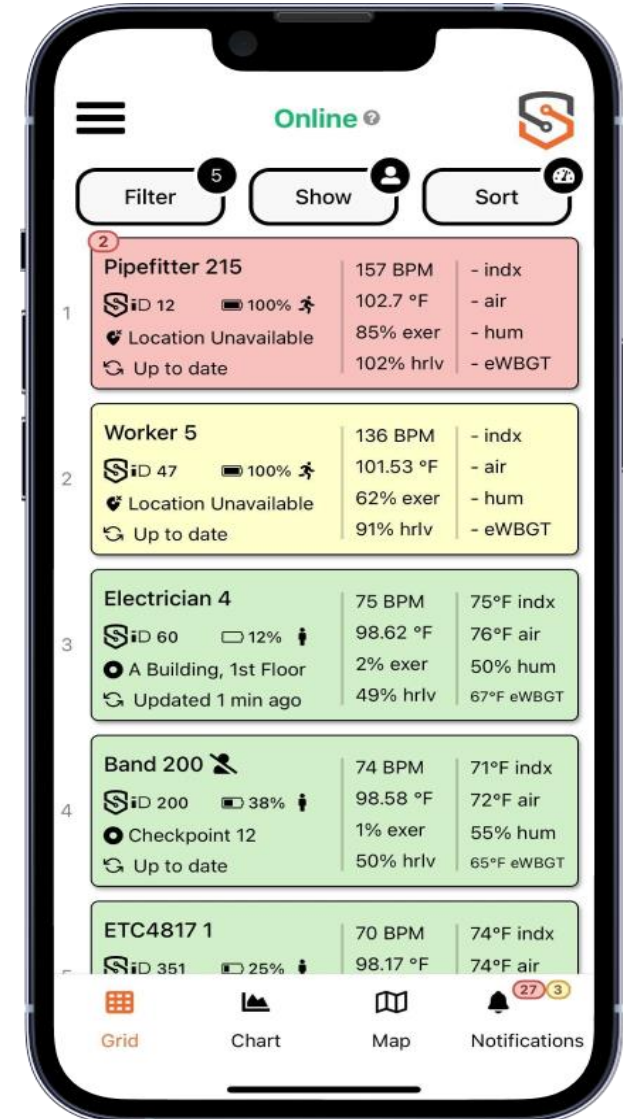 Online
Filter 5 Show Sort
2
Pipefitter 215
iD 12 100%
Location Unavailable
Up to date
157 BPM
102.7 °F
85% exer
102% hrlv
- indx
- air
- hum
- eWBGT
1
Worker 5
iD 47 100%
Location Unavailable
Up to date
136 BPM
101.53 °F
62% exer
91% hrlv
- indx
- air
- hum
- eWBGT
2
Electrician 4
iD 60 12%
A Building, 1st Floor
Updated 1 min ago
75 BPM
98.62 °F
2% exer
49% hrlv
75°F indx
76°F air
50% hum
67°F eWBGT
3
Band 200
iD 200 38%
Checkpoint 12
Up to date
74 BPM
98.58 °F
1% exer
50% hrlv
71°F indx
72°F air
55% hum
65°F eWBGT
4
ETC4817 1
iD 351 25%
70 BPM
98.17 °F
74°F indx
74°F air
27 3
Grid Chart Map Notifications